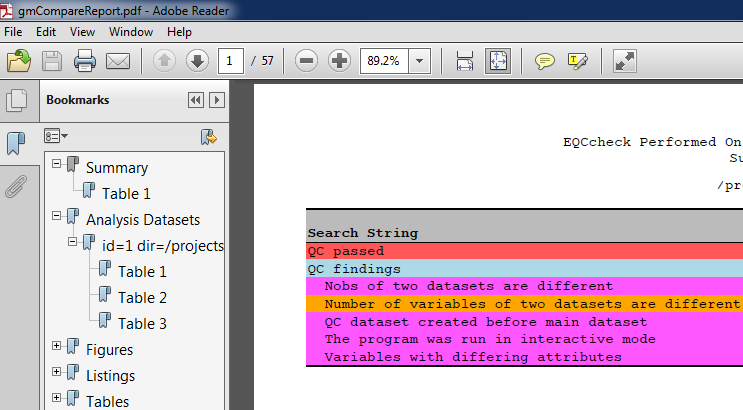 gmCompareReport.pdf - Adobe Reader
File Edit View Window Help
1 / 57 89.2%
Bookmarks
Summary
Table 1
Analysis Datasets
id=1 dir=/projects
Table 1
Table 2
Table 3
Figures
Listings
Tables
EQCcheck Performed On
Su
/pro
Search String
QC passed
QC findings
Nobs of two datasets are different
Number of variables of two datasets are different
QC dataset created before main dataset
The program was run in interactive mode
Variables with differing attributes